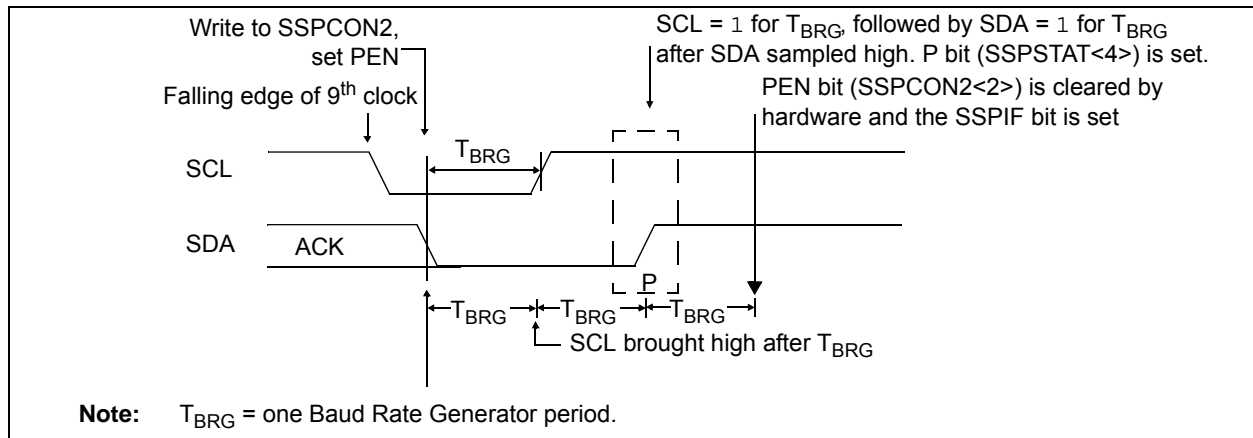 Write to SSPCON2,
set PEN
SCL = 1 for TBRG, followed by SDA = 1 for TBRG
after SDA sampled high. P bit (SSPSTAT<4>) is set.
Falling edge of 9th clock
PEN bit (SSPCON2<2>) is cleared by
hardware and the SSPIF bit is set
TBRG
SCL
SDA
ACK
P
TBRG TBRG TBRG
SCL brought high after TBRG
Note: TBRG = one Baud Rate Generator period.